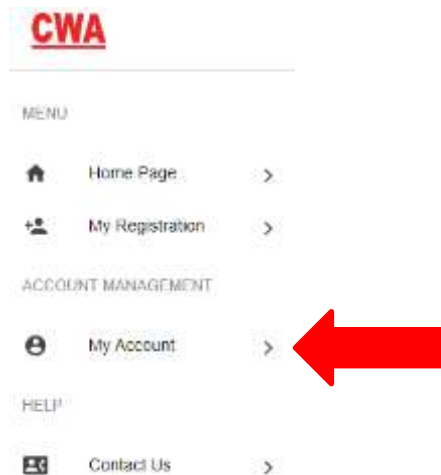 CWA
MENU
Home Page
My Registration
ACCOUNT MANAGEMENT
My Account
HELP
Contact Us